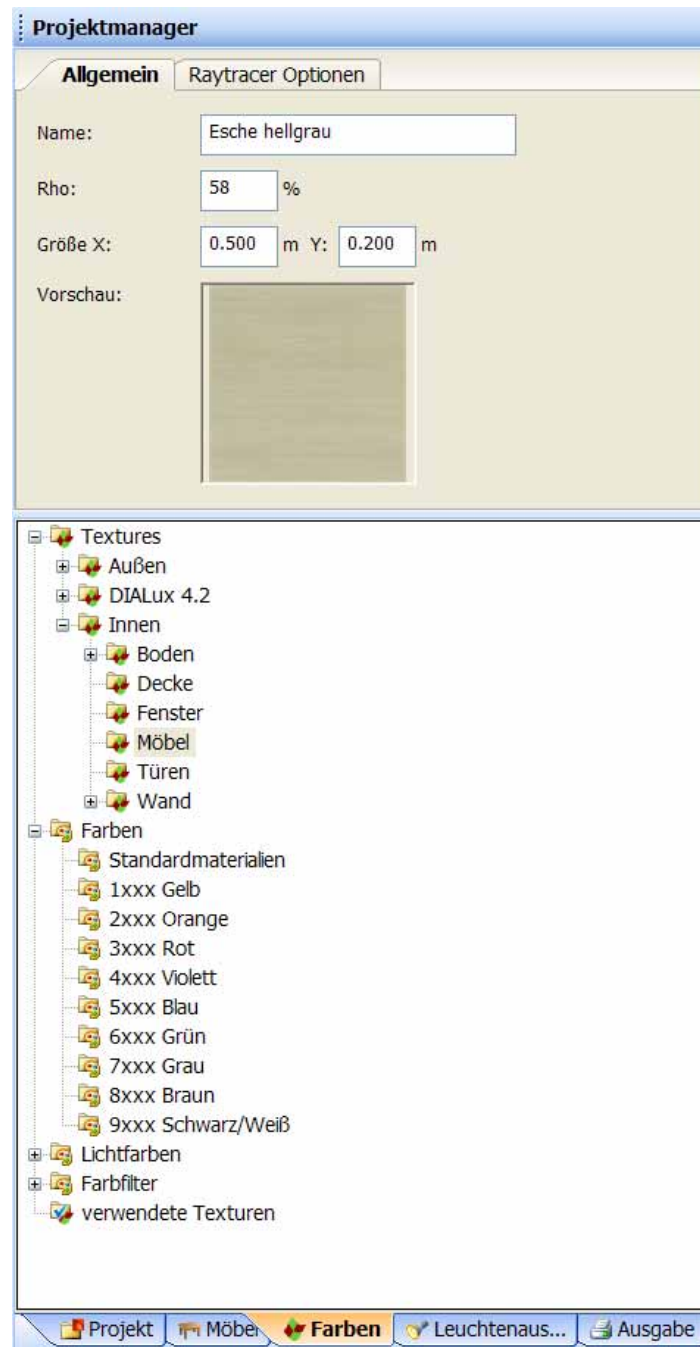 Projektmanager
Allgemein Raytracer Optionen
Name: Esche hellgrau
Rho: 58 %
Größe X: 0.500 m Y: 0.200 m
Vorschau:
Textures
Außen
DIALux 4.2
Innen
Boden
Decke
Fenster
Möbel
Türen
Wand
Farben
Standardmaterialien
1xxx Gelb
2xxx Orange
3xxx Rot
4xxx Violett
5xxx Blau
6xxx Grün
7xxx Grau
8xxx Braun
9xxx Schwarz/Weiß
Lichtfarben
Farbfilter
verwendete Texturen
Projekt Möbel Farben Leuchtenaus... Ausgabe